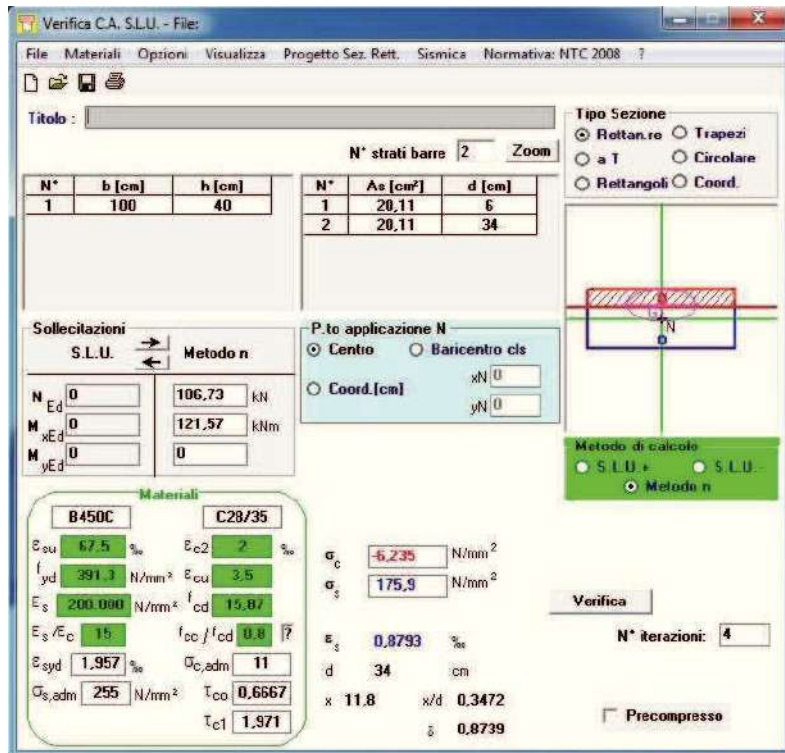 Verifica C.A. S.L.U. - File:
File Materiali Opzioni Visualizza Progetto Sez. Rett. Sismica Normativa: NTC 2008 ?
Titolo :
N° strati barre 2 Zoom
N° b [cm] h [cm]
1 100 40
N° As [cm²] d [cm]
1 20,11 6
2 20,11 34
Tipo Sezione
Rettan.re Trapezi
a T Circolare
Rettangoli Coord.
Sollecitazioni
S.L.U. Metodo n
N Ed 0 106,73 kN
M xEd 0 121,57 kNm
M yEd 0 0
P.to applicazione N
Centro Baricentro cls
Coord.[cm] xN 0
yN 0
N
Metodo di calcolo
S.L.U.+ S.L.U.-
Metodo n
Materiali
B450C C28/35
εsu 67,5 ‰ εc2 2 ‰
fyd 391,3 N/mm² εcu 3,5
Es 200.000 N/mm² fcd 15,87
Es/Ec 15 fcc/fcd 0,8 ?
εsyd 1,957 ‰ σc,adm 11
σs,adm 255 N/mm² τco 0,6667
τc1 1,971
σc -6,235 N/mm²
σs 175,9 N/mm²
εs 0,8793 ‰
d 34 cm
x 11,8 x/d 0,3472
δ 0,8739
Verifica
N° iterazioni: 4
Precompresso